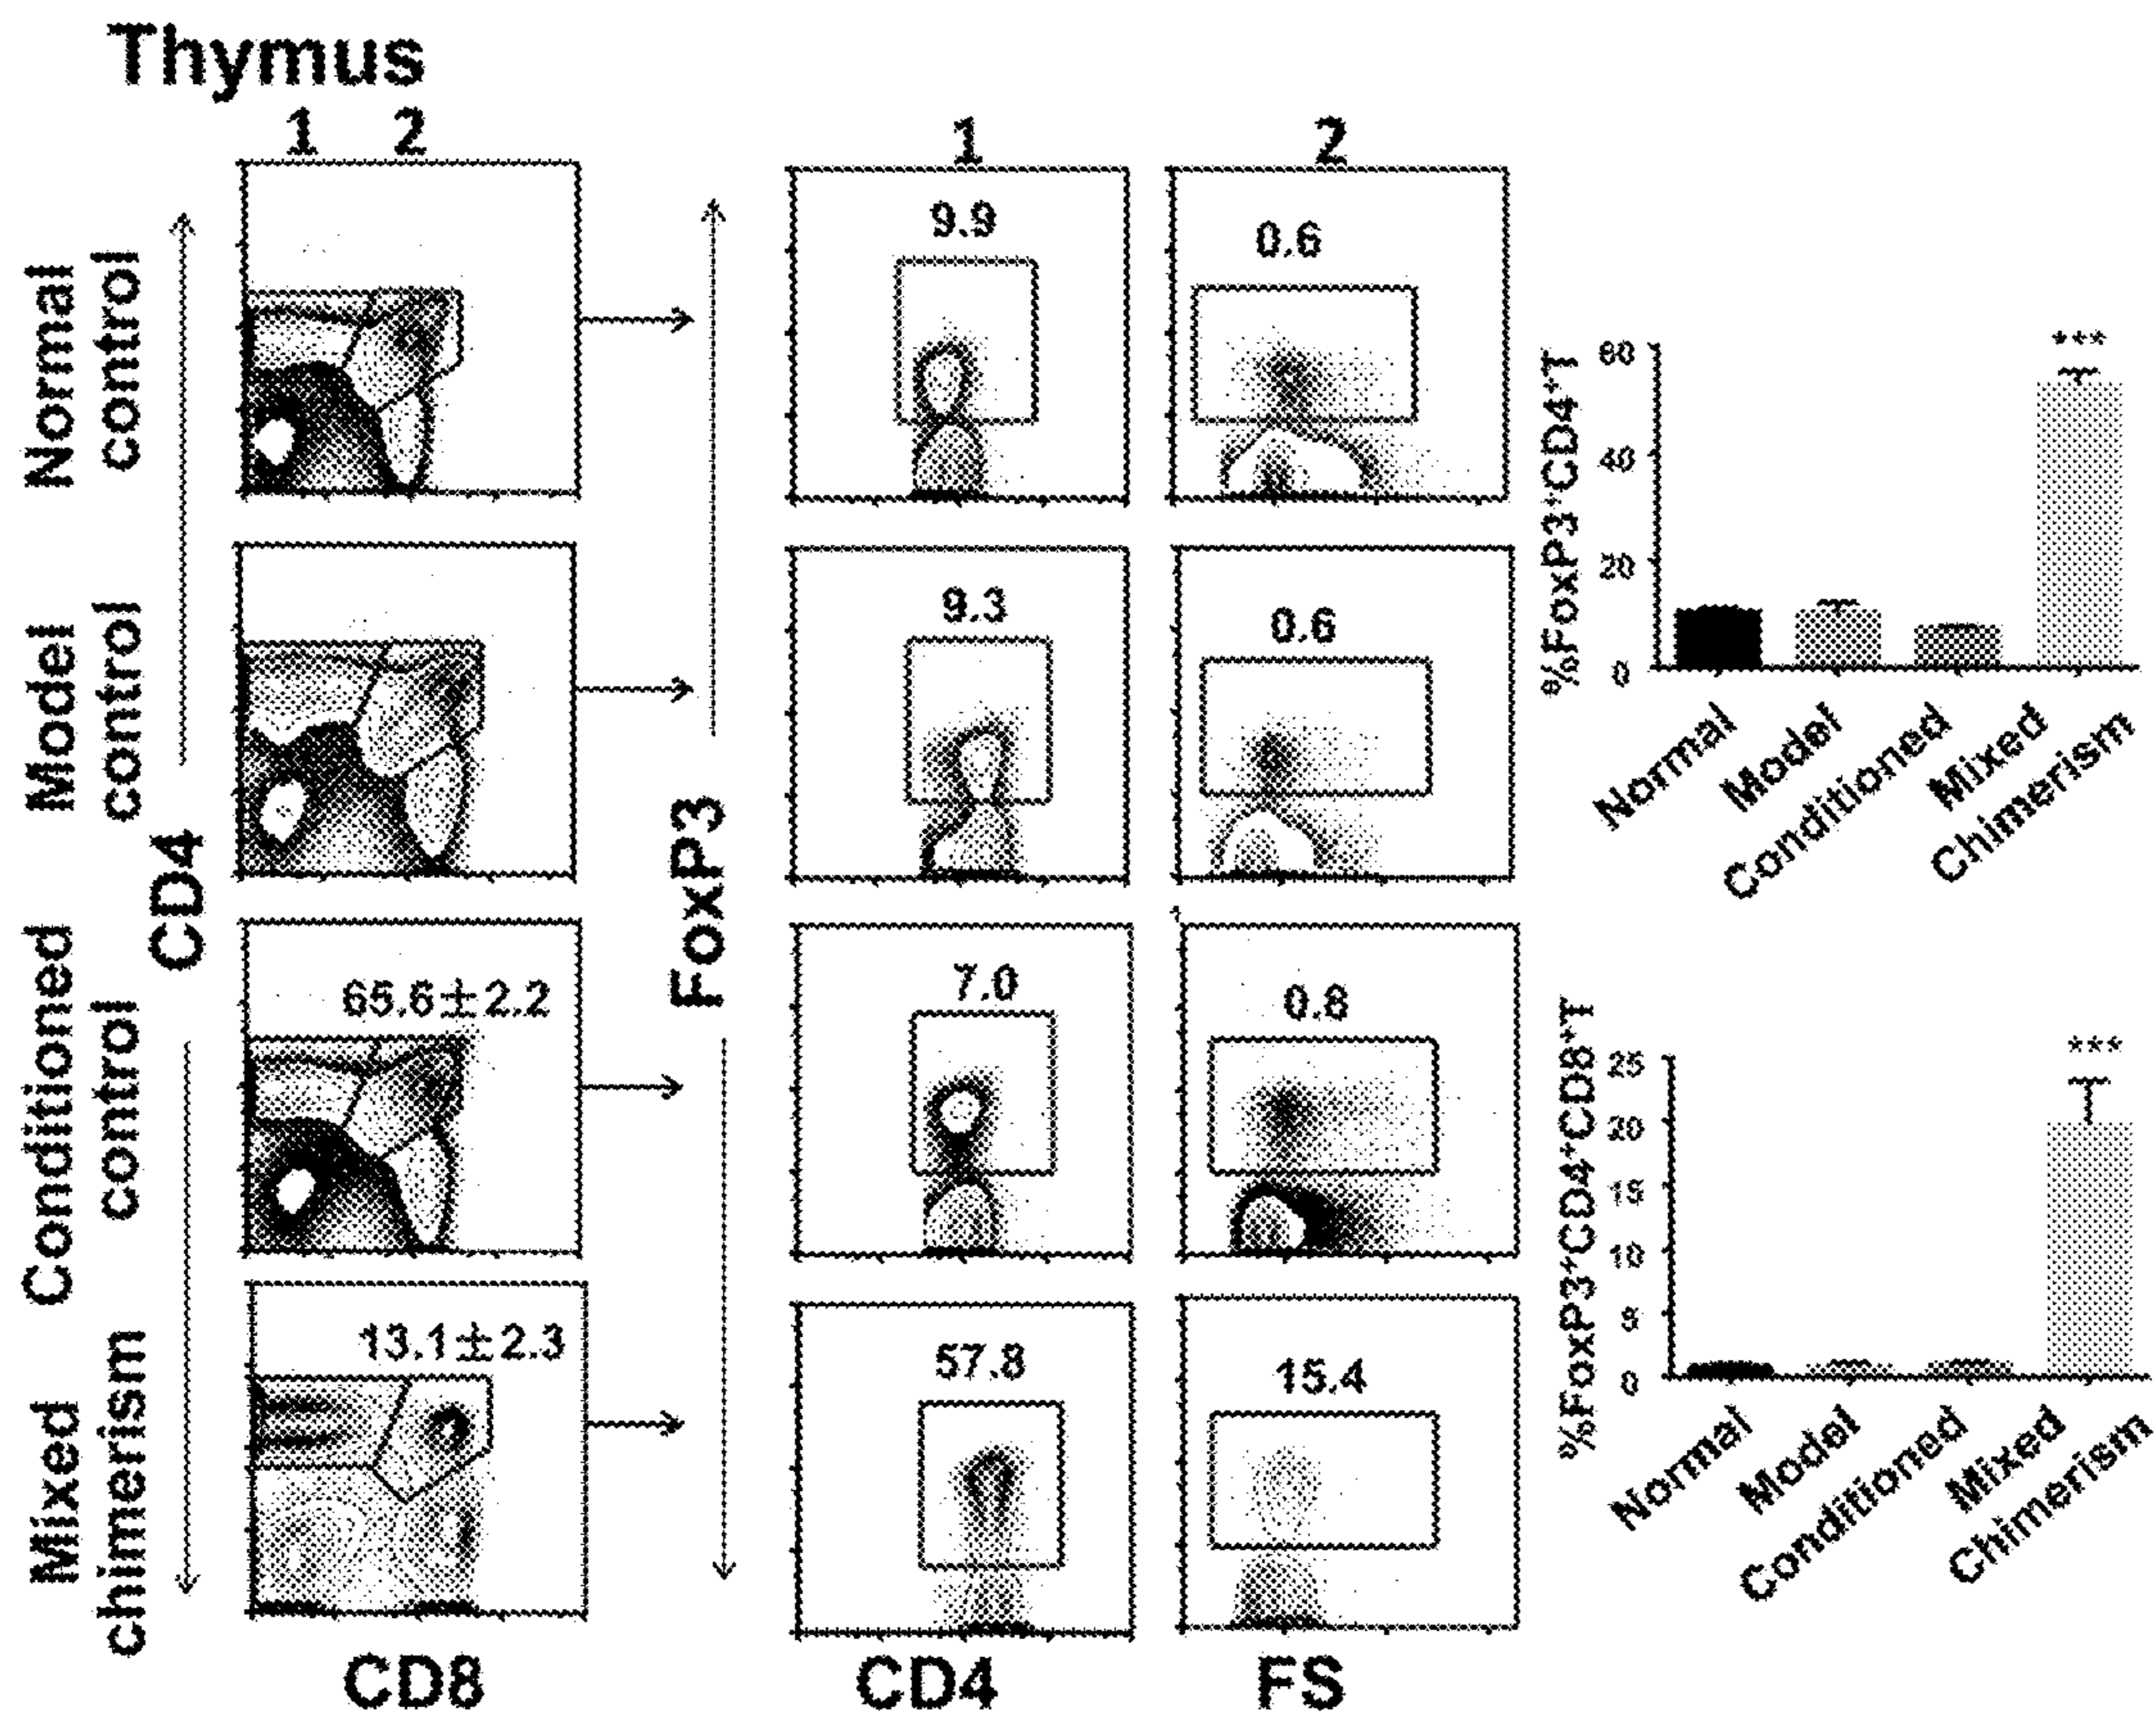 Thymus
1 2
1
2
Normal
control
Model
control
Conditioned
control
Mixed
chimerism
CD4
65.6±2.2
13.1±2.3
CD8
FoxP3
9.9
0.6
9.3
0.6
7.0
0.8
57.8
15.4
CD4
FS
%FoxP3⁺CD4⁺T
60
40
20
0
***
Normal
Model
Conditioned
Mixed
Chimerism
%FoxP3⁺CD4⁺CD8⁺T
25
20
15
10
5
0
***
Normal
Model
Conditioned
Mixed
Chimerism